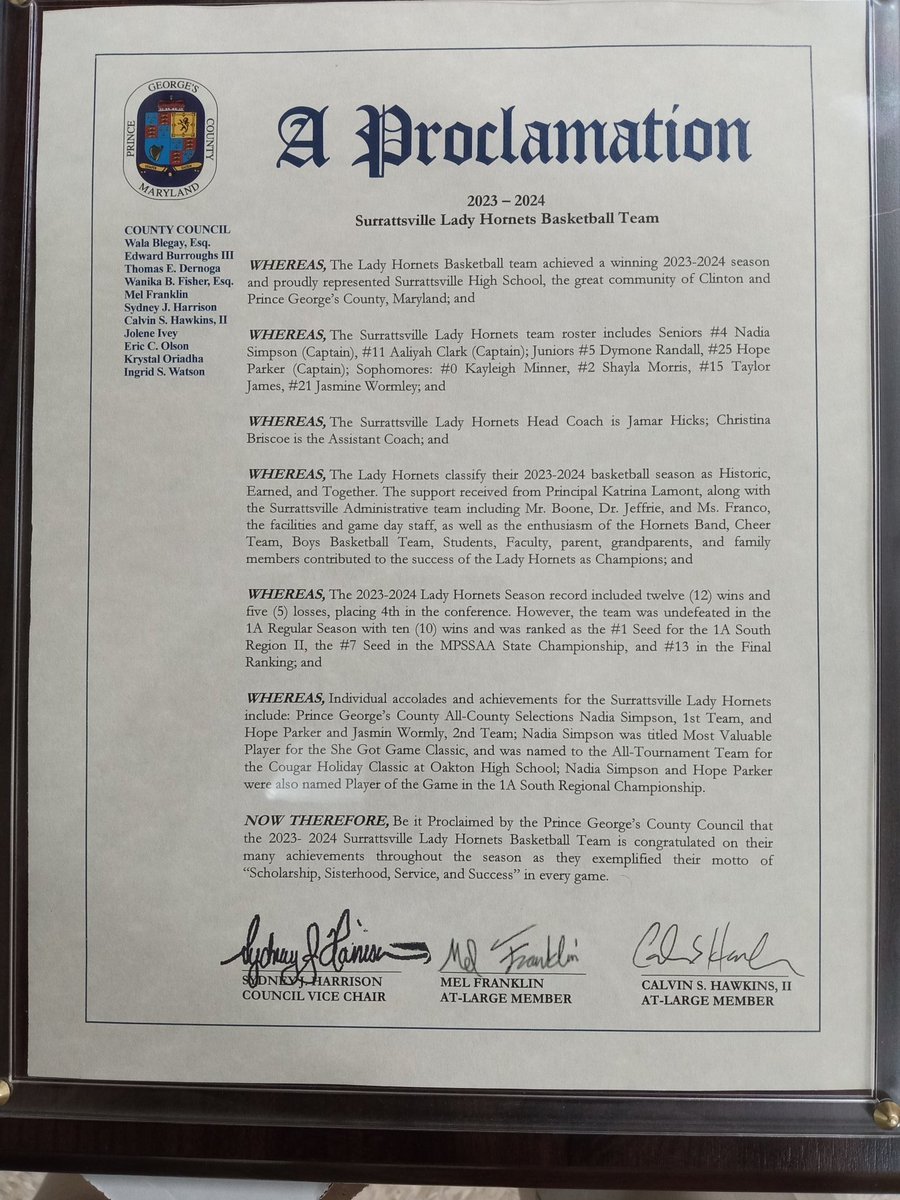 GEORGE'S
PRINCE
COUNTY
MARYLAND
A Proclamation
2023 – 2024
Surrattsville Lady Hornets Basketball Team
COUNTY COUNCIL
Wala Blegay, Esq.
Edward Burroughs III
Thomas E. Dernoga
Wanika B. Fisher, Esq.
Mel Franklin
Sydney J. Harrison
Calvin S. Hawkins, II
Jolene Ivey
Eric C. Olson
Krystal Oriadha
Ingrid S. Watson
WHEREAS, The Lady Hornets Basketball team achieved a winning 2023-2024 season
and proudly represented Surrattsville High School, the great community of Clinton and
Prince George's County, Maryland; and
WHEREAS, The Surrattsville Lady Hornets team roster includes Seniors #4 Nadia
Simpson (Captain), #11 Aaliyah Clark (Captain); Juniors #5 Dymone Randall, #25 Hope
Parker (Captain); Sophomores: #0 Kayleigh Minner, #2 Shayla Morris, #15 Taylor
James, #21 Jasmine Wormley; and
WHEREAS, The Surrattsville Lady Hornets Head Coach is Jamar Hicks; Christina
Briscoe is the Assistant Coach; and
WHEREAS, The Lady Hornets classify their 2023-2024 basketball season as Historic,
Earned, and Together. The support received from Principal Katrina Lamont, along with
the Surrattsville Administrative team including Mr. Boone, Dr. Jeffrie, and Ms. Franco,
the facilities and game day staff, as well as the enthusiasm of the Hornets Band, Cheer
Team, Boys Basketball Team, Students, Faculty, parent, grandparents, and family
members contributed to the success of the Lady Hornets as Champions; and
WHEREAS, The 2023-2024 Lady Hornets Season record included twelve (12) wins and
five (5) losses, placing 4th in the conference. However, the team was undefeated in the
1A Regular Season with ten (10) wins and was ranked as the #1 Seed for the 1A South
Region II, the #7 Seed in the MPSSAA State Championship, and #13 in the Final
Ranking; and
WHEREAS, Individual accolades and achievements for the Surrattsville Lady Hornets
include: Prince George's County All-County Selections Nadia Simpson, 1st Team, and
Hope Parker and Jasmin Wormly, 2nd Team; Nadia Simpson was titled Most Valuable
Player for the She Got Game Classic, and was named to the All-Tournament Team for
the Cougar Holiday Classic at Oakton High School; Nadia Simpson and Hope Parker
were also named Player of the Game in the 1A South Regional Championship.
NOW THEREFORE, Be it Proclaimed by the Prince George's County Council that
the 2023- 2024 Surrattsville Lady Hornets Basketball Team is congratulated on their
many achievements throughout the season as they exemplified their motto of
“Scholarship, Sisterhood, Service, and Success” in every game.
Sydney J Harrison
Mel Franklin
Calvin S Hawkins
SYDNEY J. HARRISON
COUNCIL VICE CHAIR
MEL FRANKLIN
AT-LARGE MEMBER
CALVIN S. HAWKINS, II
AT-LARGE MEMBER